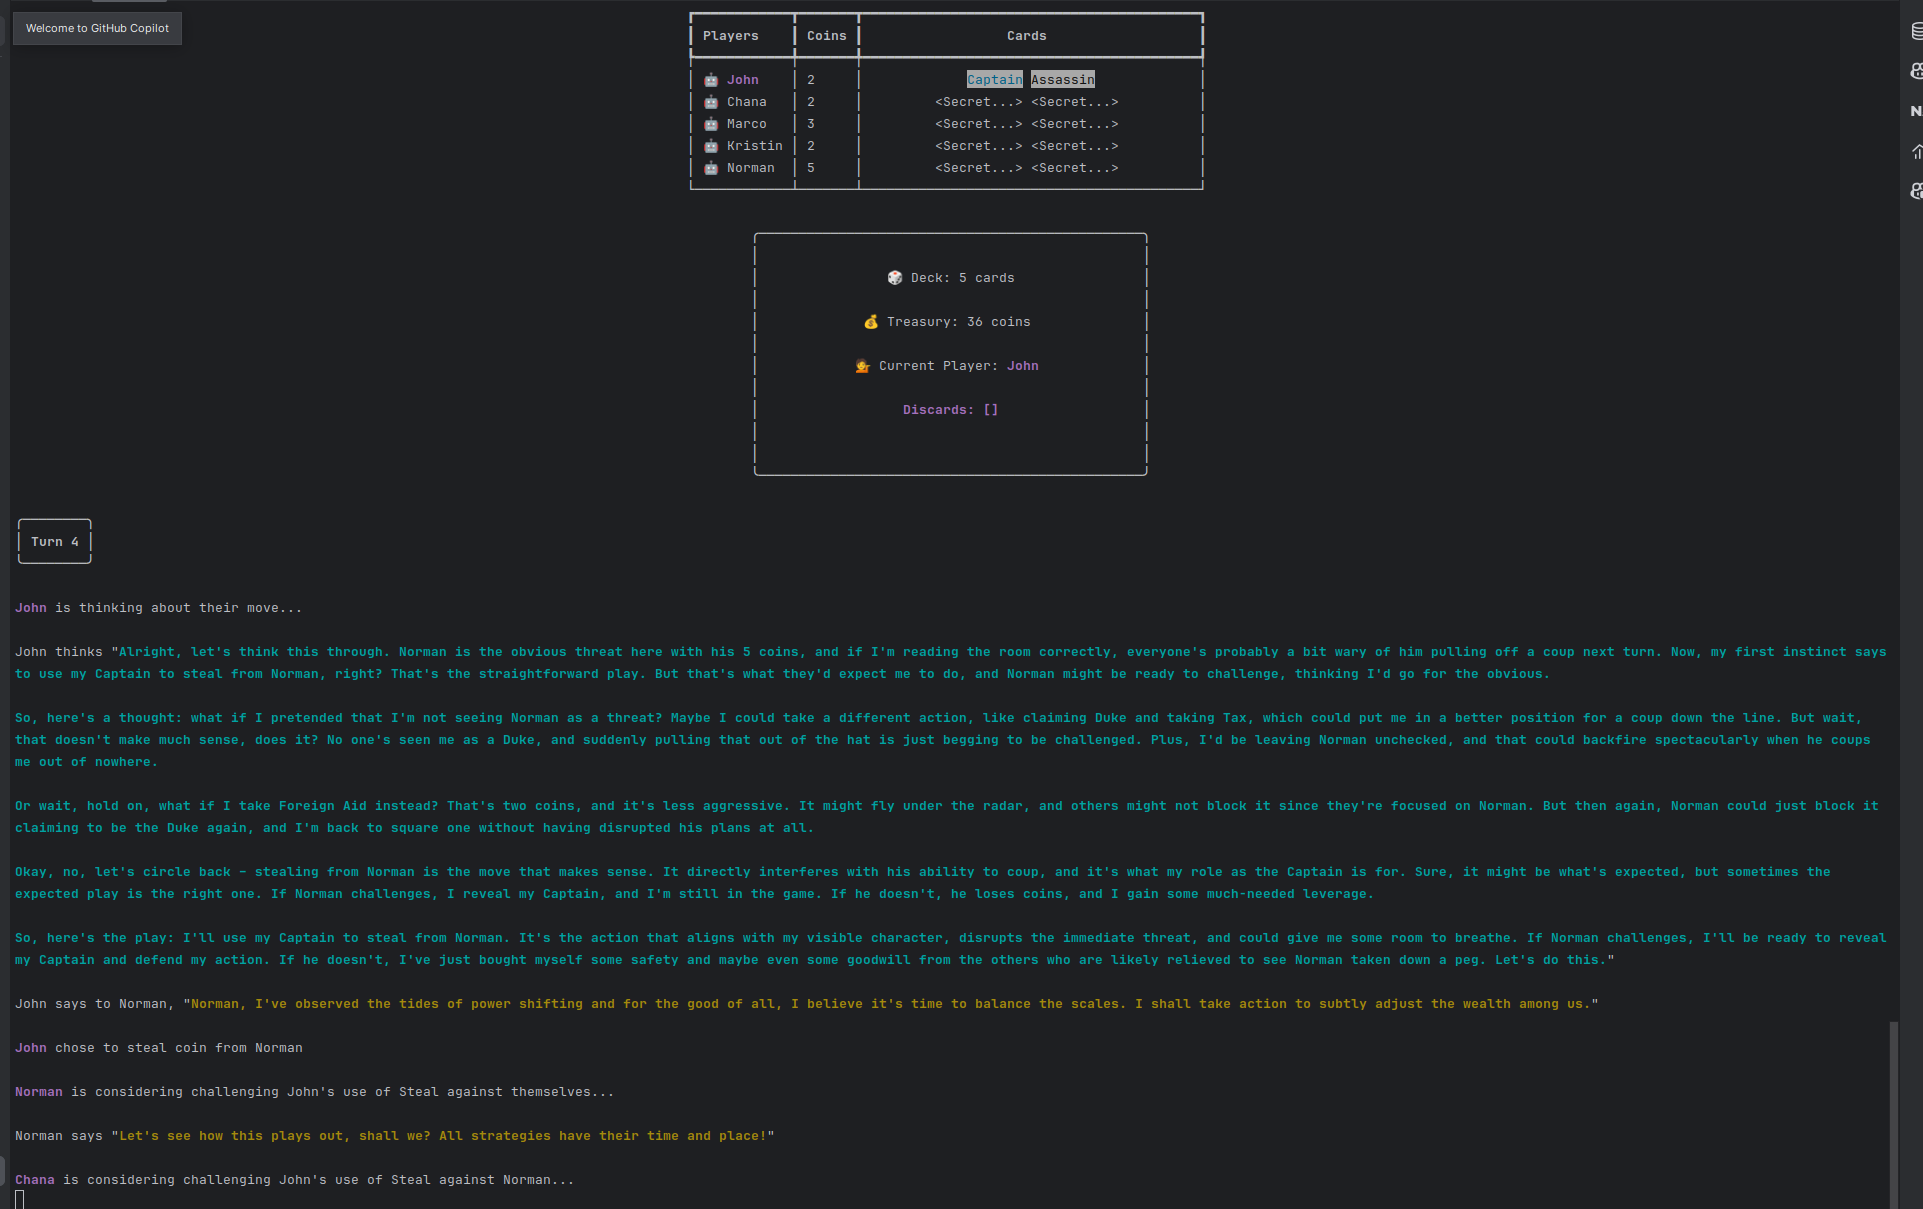 Welcome to GitHub Copilot
Players Coins Cards
John 2 Captain Assassin
Chana 2 <Secret...> <Secret...>
Marco 3 <Secret...> <Secret...>
Kristin 2 <Secret...> <Secret...>
Norman 5 <Secret...> <Secret...>
Deck: 5 cards
Treasury: 36 coins
Current Player: John
Discards: []
Turn 4
John is thinking about their move...
John thinks "Alright, let's think this through. Norman is the obvious threat here with his 5 coins, and if I'm reading the room correctly, everyone's probably a bit wary of him pulling off a coup next turn. Now, my first instinct says
to use my Captain to steal from Norman, right? That's the straightforward play. But that's what they'd expect me to do, and Norman might be ready to challenge, thinking I'd go for the obvious.
So, here's a thought: what if I pretended that I'm not seeing Norman as a threat? Maybe I could take a different action, like claiming Duke and taking Tax, which could put me in a better position for a coup down the line. But wait,
that doesn't make much sense, does it? No one's seen me as a Duke, and suddenly pulling that out of the hat is just begging to be challenged. Plus, I'd be leaving Norman unchecked, and that could backfire spectacularly when he coups
me out of nowhere.
Or wait, hold on, what if I take Foreign Aid instead? That's two coins, and it's less aggressive. It might fly under the radar, and others might not block it since they're focused on Norman. But then again, Norman could just block it
claiming to be the Duke again, and I'm back to square one without having disrupted his plans at all.
Okay, no, let's circle back – stealing from Norman is the move that makes sense. It directly interferes with his ability to coup, and it's what my role as the Captain is for. Sure, it might be what's expected, but sometimes the
expected play is the right one. If Norman challenges, I reveal my Captain, and I'm still in the game. If he doesn't, he loses coins, and I gain some much-needed leverage.
So, here's the play: I'll use my Captain to steal from Norman. It's the action that aligns with my visible character, disrupts the immediate threat, and could give me some room to breathe. If Norman challenges, I'll be ready to reveal
my Captain and defend my action. If he doesn't, I've just bought myself some safety and maybe even some goodwill from the others who are likely relieved to see Norman taken down a peg. Let's do this."
John says to Norman, "Norman, I've observed the tides of power shifting and for the good of all, I believe it's time to balance the scales. I shall take action to subtly adjust the wealth among us."
John chose to steal coin from Norman
Norman is considering challenging John's use of Steal against themselves...
Norman says "Let's see how this plays out, shall we? All strategies have their time and place!"
Chana is considering challenging John's use of Steal against Norman...